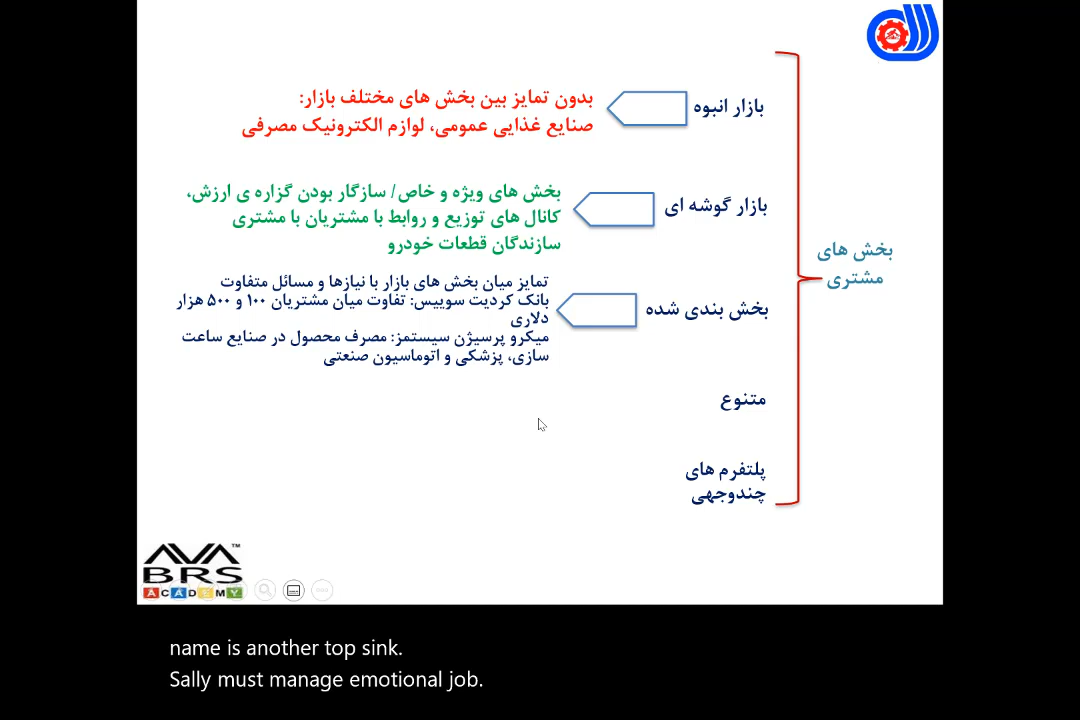 بخش های
مشتری
بازار انبوه
بدون تمایز بین بخش های مختلف بازار:
صنایع غذایی عمومی، لوازم الکترونیک مصرفی
بازار گوشه ای
بخش های ویژه و خاص/ سازگار بودن گزاره ی ارزش،
کانال های توزیع و روابط با مشتریان با مشتری
سازندگان قطعات خودرو
بخش بندی شده
تمایز میان بخش های بازار با نیازها و مسائل متفاوت
بانک کردیت سوییس: تفاوت میان مشتریان ۱۰۰ و ۵۰۰ هزار
دلاری
میکرو پرسیژن سیستمز: مصرف محصول در صنایع ساعت
سازی، پزشکی و اتوماسیون صنعتی
متنوع
پلتفرم های
چندوجهی
AVA™
BRS
ACADEMY
name is another top sink.
Sally must manage emotional job.